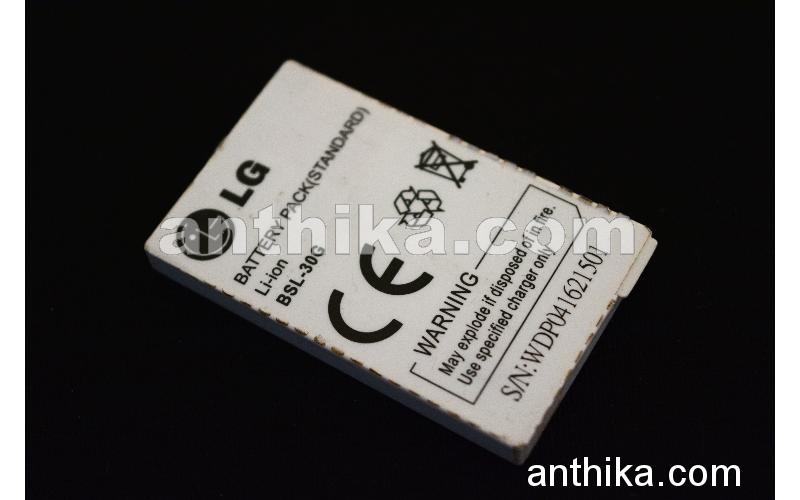 LG
BATTERY PACK(STANDARD)
Li-ion
BSL-30G
CE
WARNING
May explode if disposed of in fire.
Use specified charger only.
S/N:WDP041621501
anthika.com
anthika.com